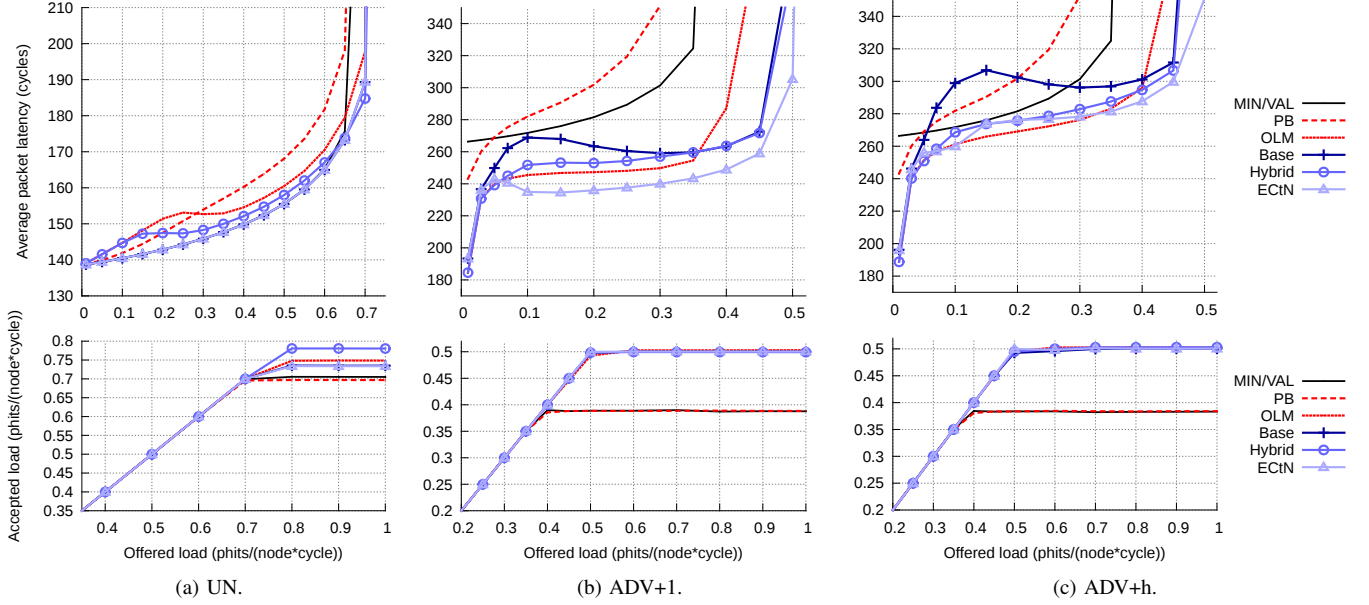 Average packet latency (cycles)
210
200
190
180
170
160
150
140
130
0 0.1 0.2 0.3 0.4 0.5 0.6 0.7
340
320
300
280
260
240
220
200
180
0 0.1 0.2 0.3 0.4 0.5
340
320
300
280
260
240
220
200
180
0 0.1 0.2 0.3 0.4 0.5
MIN/VAL
PB
OLM
Base
Hybrid
ECtN
Accepted load (phits/(node*cycle))
0.8
0.75
0.7
0.65
0.6
0.55
0.5
0.45
0.4
0.35
0.4 0.5 0.6 0.7 0.8 0.9 1
Offered load (phits/(node*cycle))
0.5
0.45
0.4
0.35
0.3
0.25
0.2
0.2 0.3 0.4 0.5 0.6 0.7 0.8 0.9 1
Offered load (phits/(node*cycle))
0.5
0.45
0.4
0.35
0.3
0.25
0.2
0.2 0.3 0.4 0.5 0.6 0.7 0.8 0.9 1
Offered load (phits/(node*cycle))
MIN/VAL
PB
OLM
Base
Hybrid
ECtN
(a) UN.
(b) ADV+1.
(c) ADV+h.